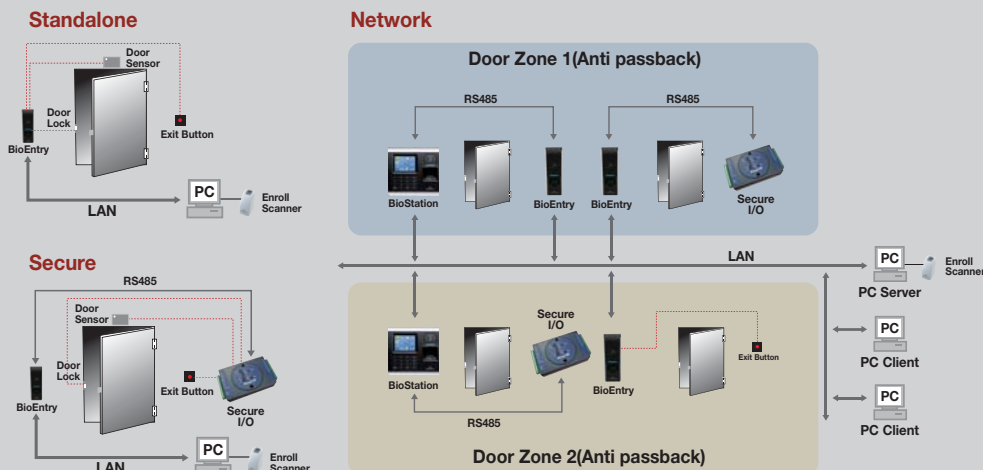 Standalone
Door
Sensor
Door
Lock
BioEntry
Exit Button
LAN
PC
Enroll
Scanner
Secure
RS485
Door
Sensor
Door
Lock
BioEntry
Exit Button
Secure
I/O
LAN
PC
Enroll
Scanner
Network
Door Zone 1(Anti passback)
RS485
RS485
BioStation
BioEntry
BioEntry
Secure
I/O
LAN
PC
Enroll
Scanner
PC Server
PC
PC Client
PC
PC Client
BioStation
Secure
I/O
BioEntry
Exit Button
RS485
Door Zone 2(Anti passback)